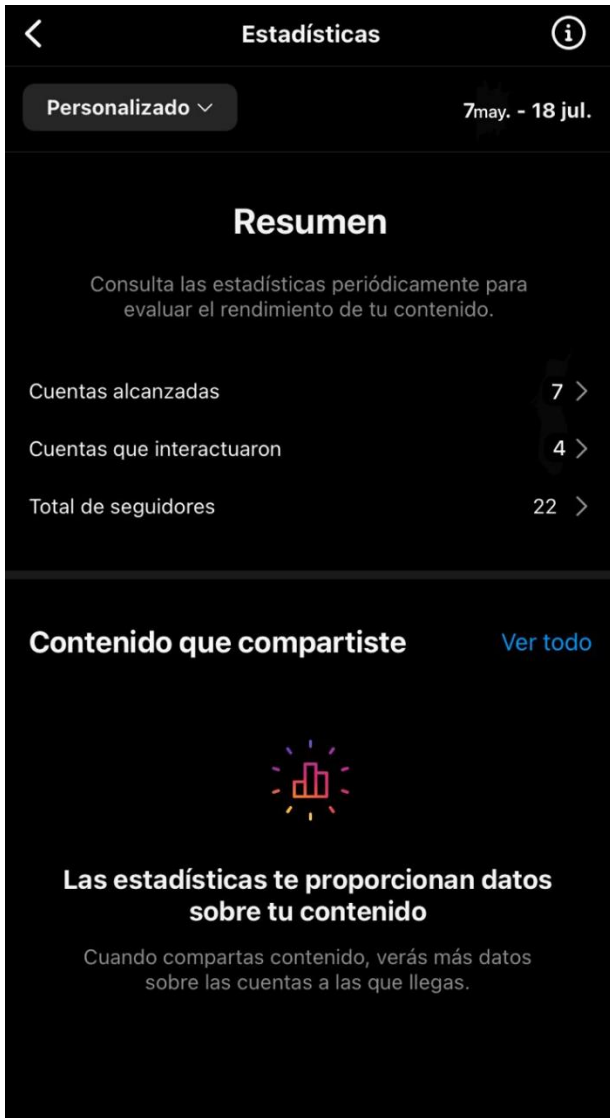 Estadísticas
Personalizado
7may. - 18 jul.
Resumen
Consulta las estadísticas periódicamente para
evaluar el rendimiento de tu contenido.
Cuentas alcanzadas 7
Cuentas que interactuaron 4
Total de seguidores 22
Contenido que compartiste Ver todo
Las estadísticas te proporcionan datos
sobre tu contenido
Cuando compartas contenido, verás más datos
sobre las cuentas a las que llegas.